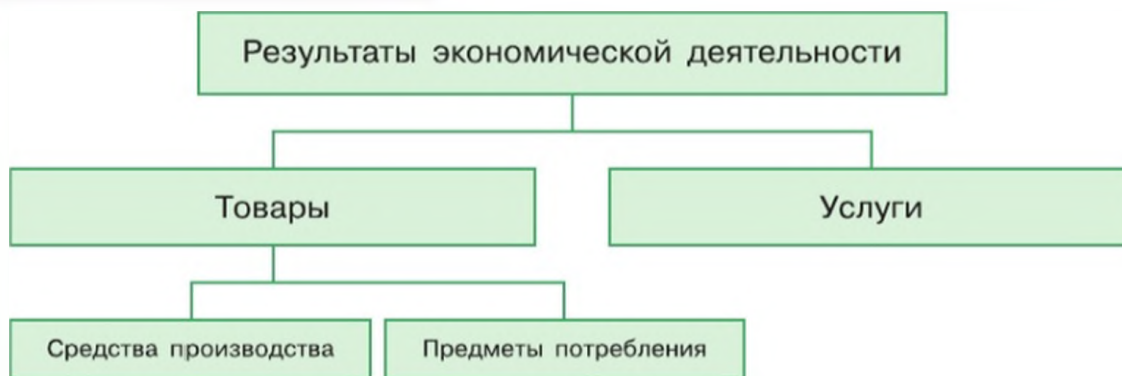 Результаты экономической деятельности
Товары
Услуги
Средства производства
Предметы потребления